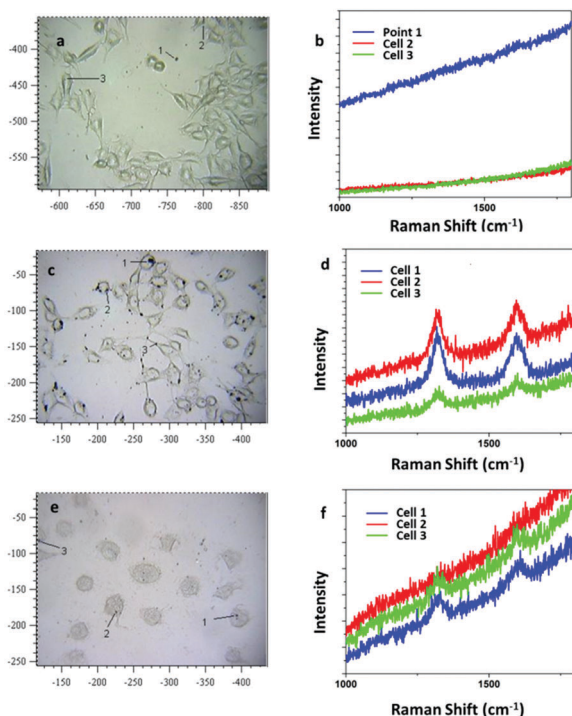 a
1
2
3
-400
-450
-500
-550
-600 -650 -700 -750 -800 -850
b
Point 1
Cell 2
Cell 3
Intensity
1000 1500
Raman Shift (cm⁻¹)
c
1
2
3
-50
-100
-150
-200
-250
-150 -200 -250 -300 -350 -400
d
Cell 1
Cell 2
Cell 3
Intensity
1000 1500
Raman Shift (cm⁻¹)
e
3
2
1
-50
-100
-150
-200
-250
-150 -200 -250 -300 -350 -400
f
Cell 1
Cell 2
Cell 3
Intensity
1000 1500
Raman Shift (cm⁻¹)